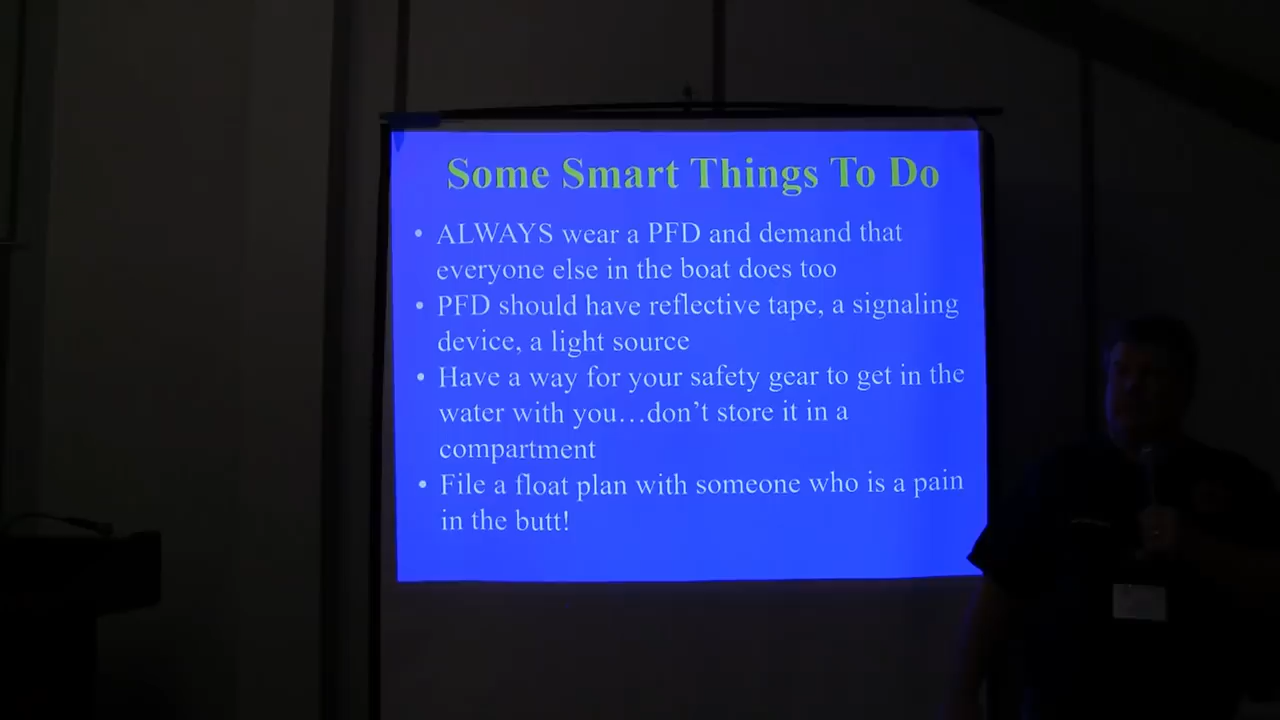 Some Smart Things To Do
• ALWAYS wear a PFD and demand that
everyone else in the boat does too
• PFD should have reflective tape, a signaling
device, a light source
• Have a way for your safety gear to get in the
water with you…don’t store it in a
compartment
• File a float plan with someone who is a pain
in the butt!